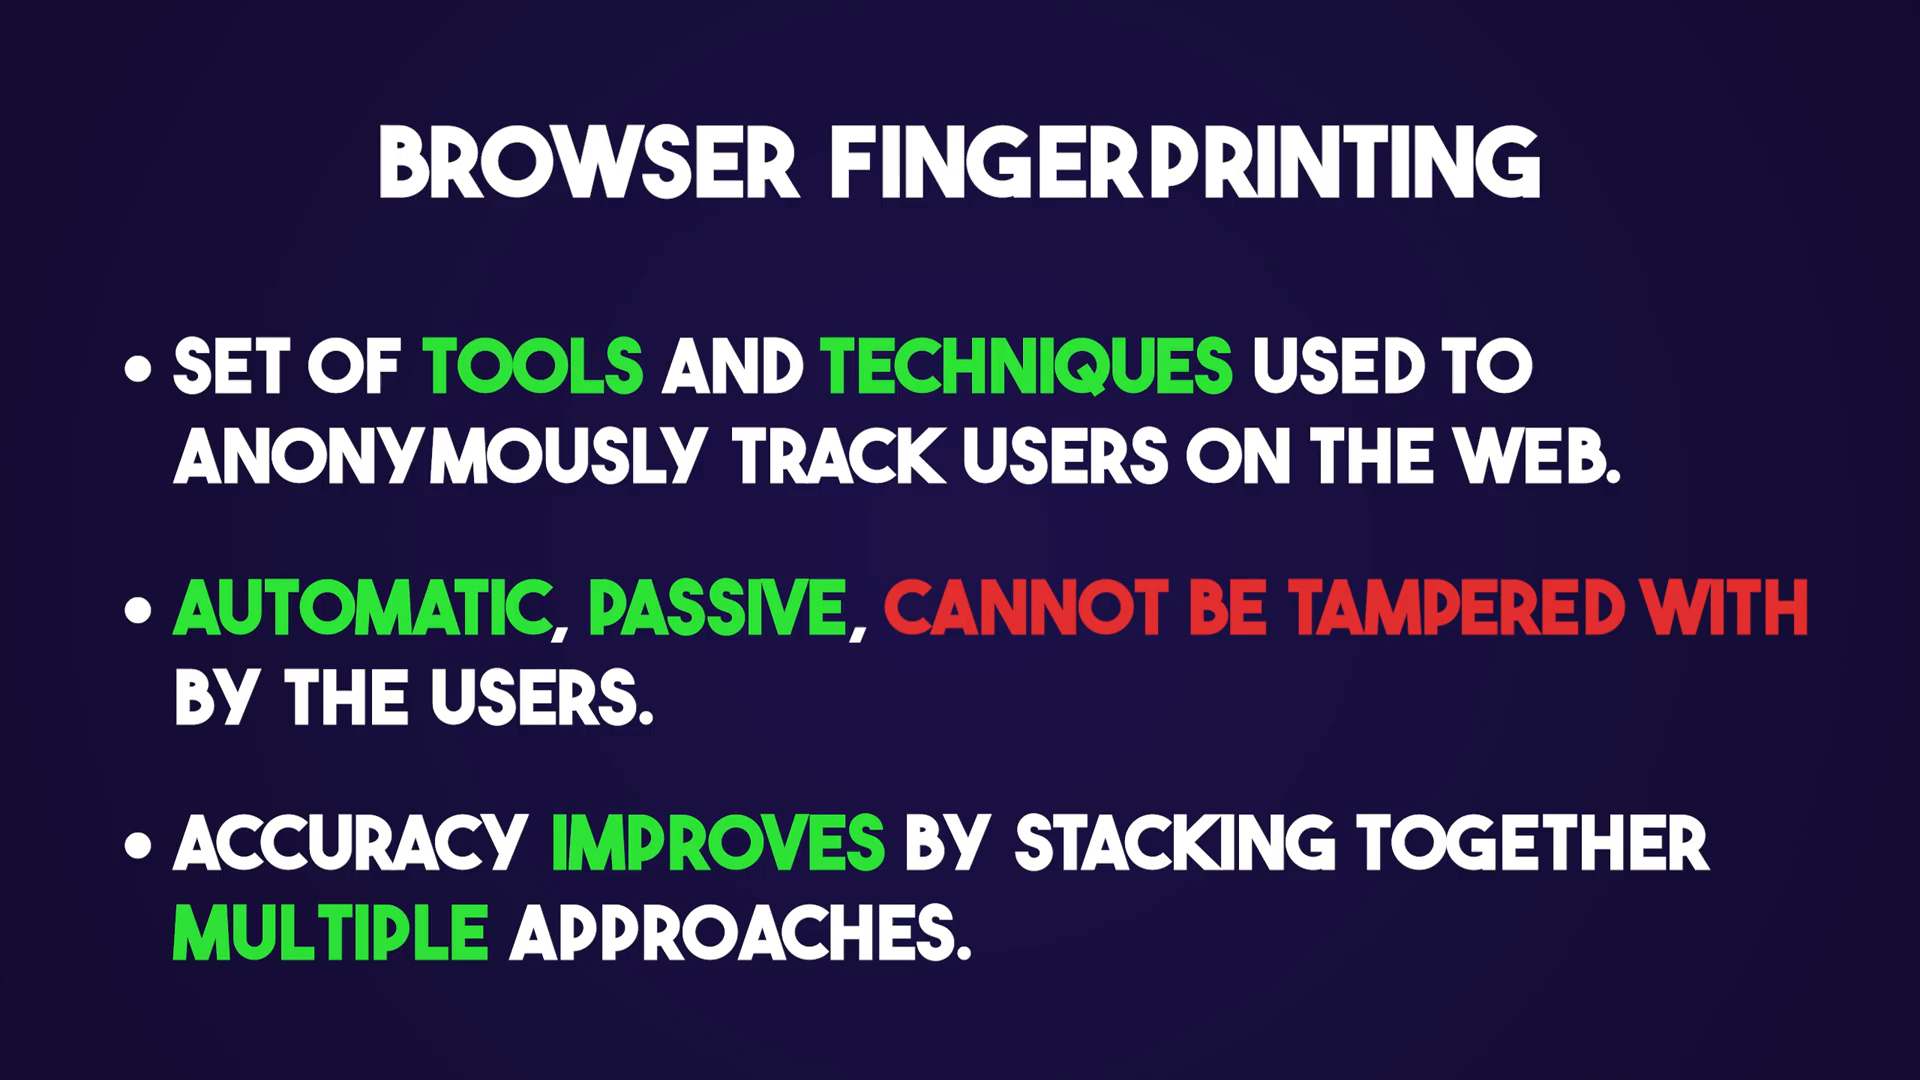 BROWSER FINGERPRINTING
• SET OF TOOLS AND TECHNIQUES USED TO
ANONYMOUSLY TRACK USERS ON THE WEB.
• AUTOMATIC, PASSIVE, CANNOT BE TAMPERED WITH
BY THE USERS.
• ACCURACY IMPROVES BY STACKING TOGETHER
MULTIPLE APPROACHES.